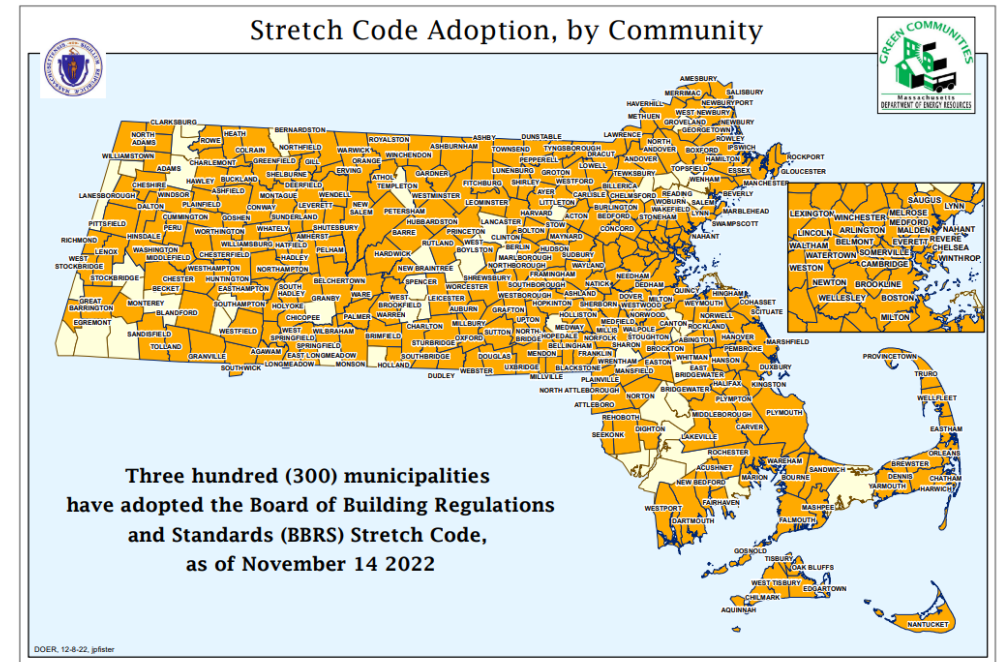 Stretch Code Adoption, by Community
GREEN COMMUNITIES
Massachusetts
DEPARTMENT OF ENERGY RESOURCES
AMESBURY
MERRIMAC
SALISBURY
HAVERHILL
NEWBURYPORT
WEST NEWBURY
METHUEN
GROVELAND
NEWBURY
GEORGETOWN
LAWRENCE
ROWLEY
CLARKSBURG
NORTH
ADAMS
ROWE
HEATH
BERNARDSTON
COLRAIN
NORTHFIELD
WARWICK
ROYALSTON
WINCHENDON
ASHBURNHAM
ASHBY
TOWNSEND
DUNSTABLE
PEPPERELL
TYNGSBOROUGH
DRACUT
NORTH
ANDOVER
ANDOVER
BOXFORD
IPSWICH
HAMILTON
ESSEX
ROCKPORT
GLOUCESTER
WILLIAMSTOWN
ADAMS
CHARLEMONT
GREENFIELD
GILL
ORANGE
ERVING
ATHOL
TEMPLETON
GARDNER
LUNENBURG
GROTON
LOWELL
TEWKSBURY
TOPSFIELD
WENHAM
MANCHESTER
BEVERLY
CHESHIRE
HAWLEY
BUCKLAND
SHELBURNE
DEERFIELD
WENDELL
WESTMINSTER
FITCHBURG
SHIRLEY
WESTFORD
AYER
CARLISLE
CHELMSFORD
BILLERICA
READING
LANESBOROUGH
WINDSOR
ASHFIELD
MONTAGUE
LEOMINSTER
LITTLETON
BURLINGTON
WOBURN
WAKEFIELD
SALEM
LYNN
MARBLEHEAD
DALTON
PLAINFIELD
CONWAY
LEVERETT
NEW
SALEM
PETERSHAM
HUBBARDSTON
LANCASTER
HARVARD
ACTON
BEDFORD
STONEHAM
SWAMPSCOTT
CUMMINGTON
GOSHEN
SUNDERLAND
PITTSFIELD
PERU
WORTHINGTON
WHATELY
SHUTESBURY
BARRE
PRINCETON
BOLTON
STOW
CONCORD
NAHANT
RICHMOND
HINSDALE
WILLIAMSBURG
HATFIELD
AMHERST
PELHAM
RUTLAND
WEST
BOYLSTON
CLINTON
BERLIN
MAYNARD
HUDSON
SUDBURY
LENOX
WASHINGTON
CHESTERFIELD
HADLEY
HARDWICK
MARLBOROUGH
WEST
STOCKBRIDGE
MIDDLEFIELD
WESTHAMPTON
NORTHAMPTON
NEW BRAINTREE
NORTHBOROUGH
WAYLAND
STOCKBRIDGE
CHESTER
HUNTINGTON
BELCHERTOWN
SPENCER
SHREWSBURY
FRAMINGHAM
NATICK
NEEDHAM
BECKET
EASTHAMPTON
SOUTH
HADLEY
WARE
WORCESTER
SOUTHBOROUGH
ASHLAND
DEDHAM
QUINCY
HINGHAM
GREAT
BARRINGTON
MONTEREY
SOUTHAMPTON
GRANBY
WEST
BROOKFIELD
LEICESTER
WESTBOROUGH
HOPKINTON
SHERBORN
DOVER
MILTON
WEYMOUTH
COHASSET
SCITUATE
BLANDFORD
HOLYOKE
WARREN
AUBURN
GRAFTON
WESTWOOD
NORWELL
EGREMONT
CHICOPEE
PALMER
CHARLTON
MILLBURY
UPTON
HOLLISTON
MEDFIELD
NORWOOD
CANTON
ROCKLAND
SANDISFIELD
WESTFIELD
WEST
SPRINGFIELD
WILBRAHAM
BRIMFIELD
OXFORD
SUTTON
NORTH-
BRIDGE
HOPEDALE
MEDWAY
MILLIS
WALPOLE
STOUGHTON
ABINGTON
HANOVER
MARSHFIELD
TOLLAND
SPRINGFIELD
STURBRIDGE
BELLINGHAM
NORFOLK
SHARON
BROCKTON
PEMBROKE
GRANVILLE
AGAWAM
EAST LONGMEADOW
SOUTHBRIDGE
DOUGLAS
MENDON
FRANKLIN
WRENTHAM
EASTON
WHITMAN
HANSON
SOUTHWICK
LONGMEADOW
MONSON
HOLLAND
WEBSTER
UXBRIDGE
BLACKSTONE
MANSFIELD
EAST
BRIDGEWATER
DUXBURY
DUDLEY
MILLVILLE
PLAINVILLE
HALIFAX
KINGSTON
NORTH ATTLEBOROUGH
NORTON
BRIDGEWATER
PLYMPTON
ATTLEBORO
MIDDLEBOROUGH
PLYMOUTH
REHOBOTH
CARVER
SEEKONK
DIGHTON
LAKEVILLE
ROCHESTER
WAREHAM
ACUSHNET
MARION
BOURNE
SANDWICH
NEW BEDFORD
FAIRHAVEN
MASHPEE
WESTPORT
DARTMOUTH
FALMOUTH
PROVINCETOWN
TRURO
WELLFLEET
EASTHAM
ORLEANS
BREWSTER
DENNIS
CHATHAM
YARMOUTH
HARWICH
GOSNOLD
TISBURY
OAK BLUFFS
WEST TISBURY
EDGARTOWN
CHILMARK
AQUINNAH
NANTUCKET
SAUGUS
LYNN
LEXINGTON
WINCHESTER
MELROSE
MEDFORD
LINCOLN
ARLINGTON
MALDEN
NAHANT
WALTHAM
BELMONT
EVERETT
REVERE
CHELSEA
WATERTOWN
SOMERVILLE
WINTHROP
WESTON
CAMBRIDGE
NEWTON
BROOKLINE
WELLESLEY
BOSTON
MILTON
Three hundred (300) municipalities
have adopted the Board of Building Regulations
and Standards (BBRS) Stretch Code,
as of November 14 2022
DOER, 12-8-22, jpfister